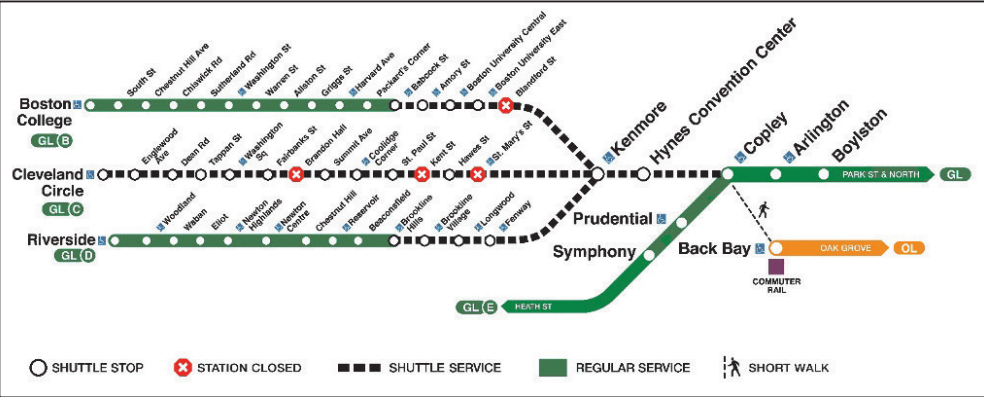 South St
Chestnut Hill Ave
Chiswick Rd
Sutherland Rd
Washington St
Warren St
Allston St
Griggs St
Harvard Ave
Packard's Corner
Babcock St
Amory St
Boston University Central
Boston University East
Blandford St
Boston
College
GL B
Englewood
Ave
Dean Rd
Tappan St
Washington
Sq
Fairbanks St
Brandon Hall
Summit Ave
Coolidge
Corner
St. Paul St
Kent St
Hawes St
St. Mary's St
Kenmore
Hynes Convention Center
Copley
Arlington
Boylston
Cleveland
Circle
GL C
PARK ST & NORTH
GL
Woodland
Waban
Eliot
Newton
Highlands
Newton
Centre
Chestnut Hill
Reservoir
Beaconsfield
Brookline
Hills
Brookline
Village
Longwood
Fenway
Riverside
GL D
Prudential
Symphony
Back Bay
OAK GROVE
OL
COMMUTER
RAIL
GL E
HEATH ST
SHUTTLE STOP
STATION CLOSED
SHUTTLE SERVICE
REGULAR SERVICE
SHORT WALK